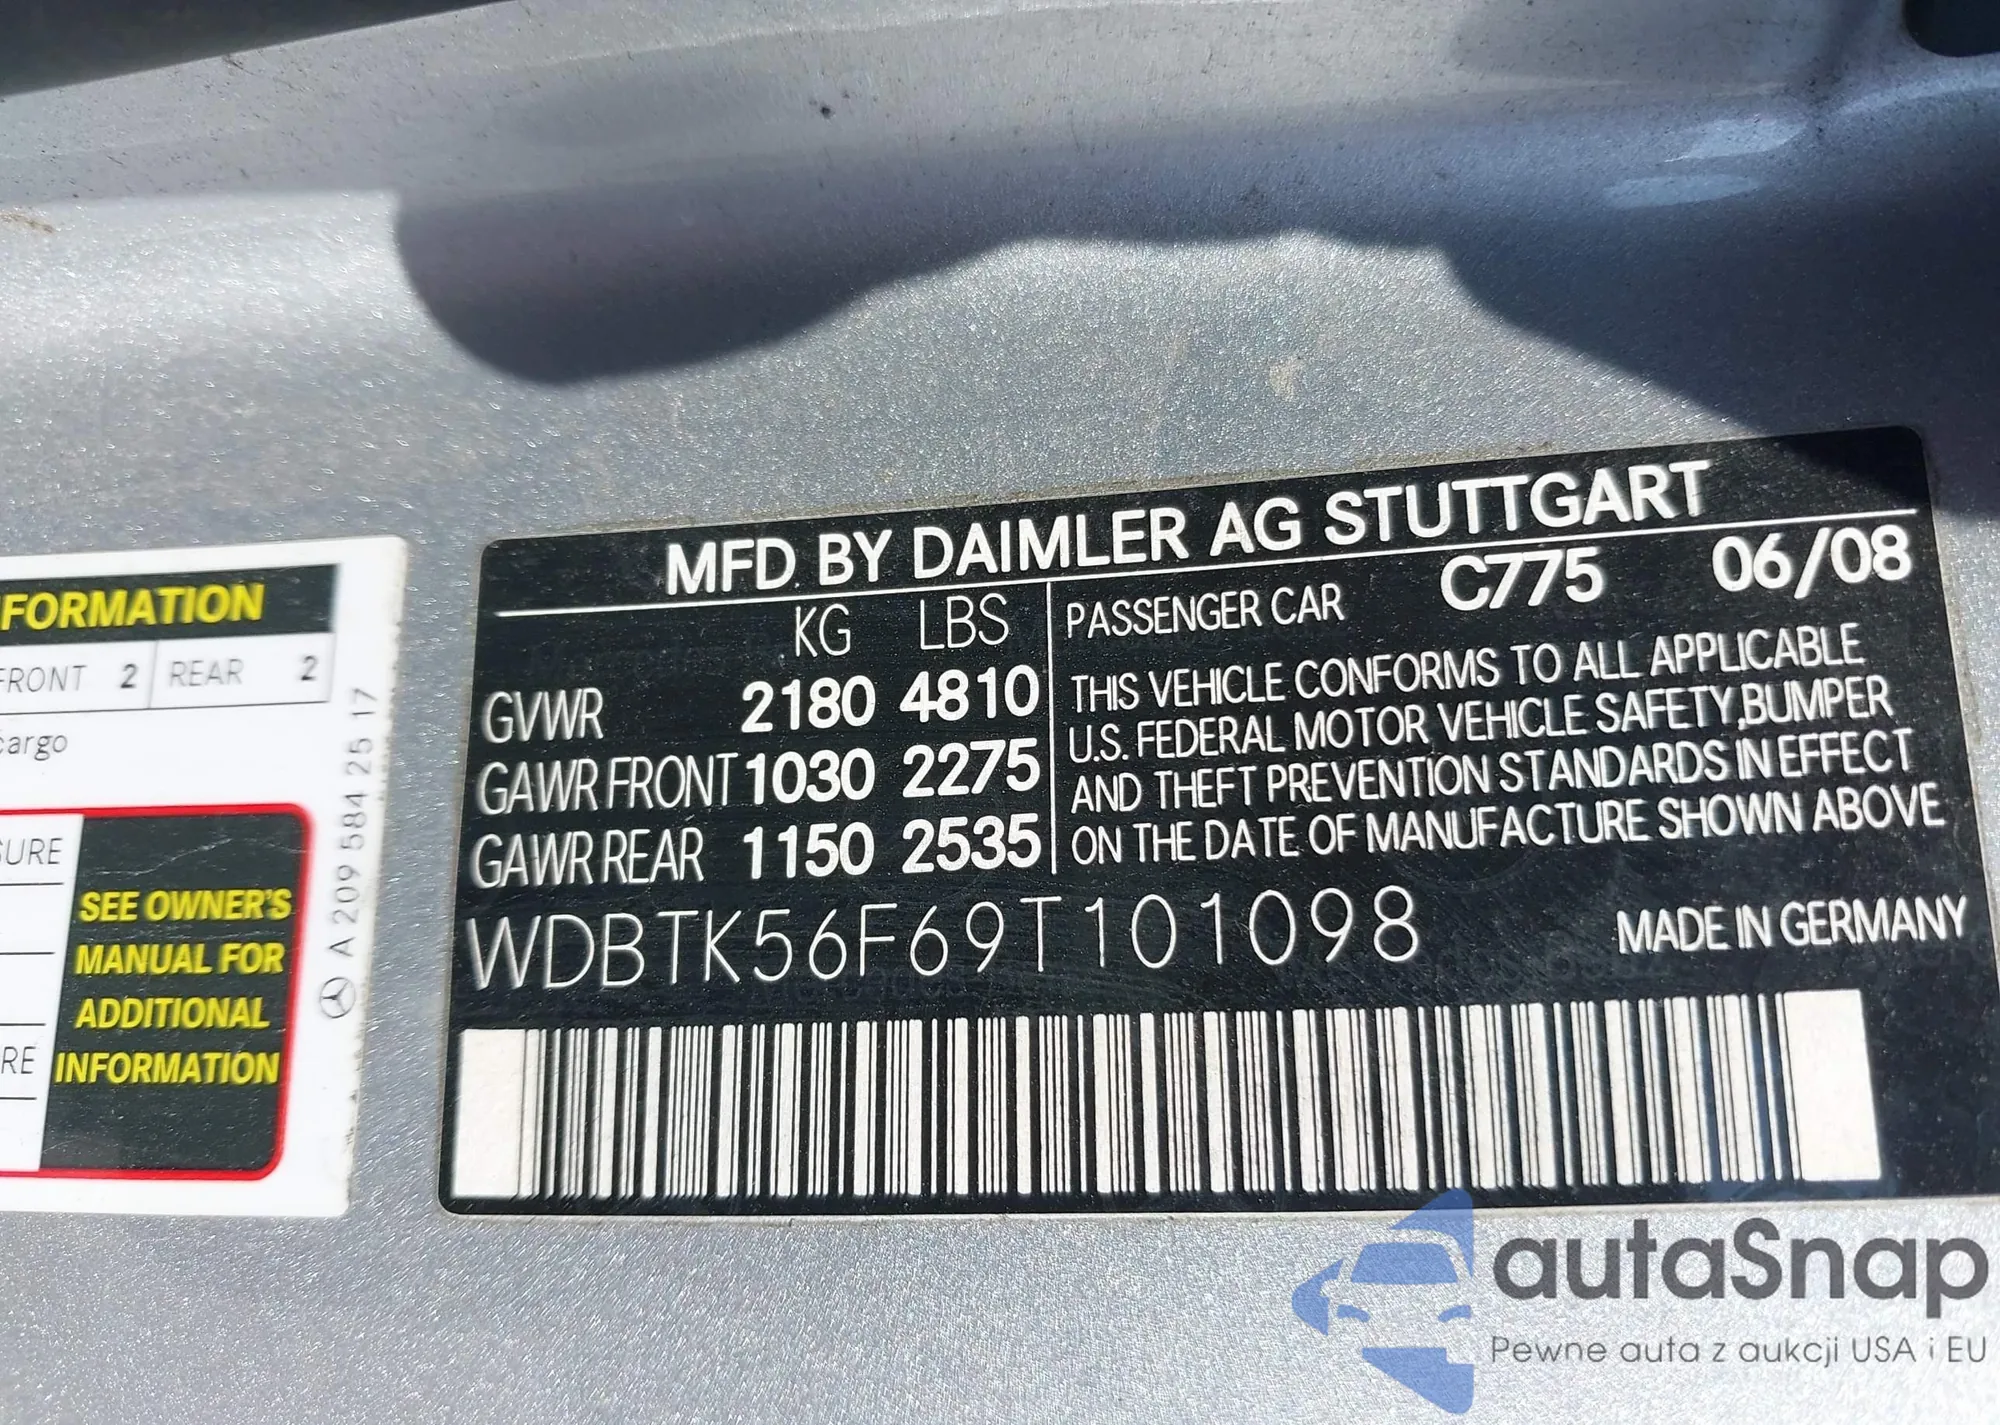 NFORMATION
FRONT 2 REAR 2
cargo
SURE
SEE OWNER'S
MANUAL FOR
ADDITIONAL
INFORMATION
RE
A 209 584 25 17
MFD. BY DAIMLER AG STUTTGART
KG LBS
GVWR 2180 4810
GAWR FRONT 1030 2275
GAWR REAR 1150 2535
PASSENGER CAR C775 06/08
THIS VEHICLE CONFORMS TO ALL APPLICABLE
U.S. FEDERAL MOTOR VEHICLE SAFETY,BUMPER
AND THEFT PREVENTION STANDARDS IN EFFECT
ON THE DATE OF MANUFACTURE SHOWN ABOVE
WDBTK56F69T101098 MADE IN GERMANY
autaSnap
Pewne auta z aukcji USA i EU